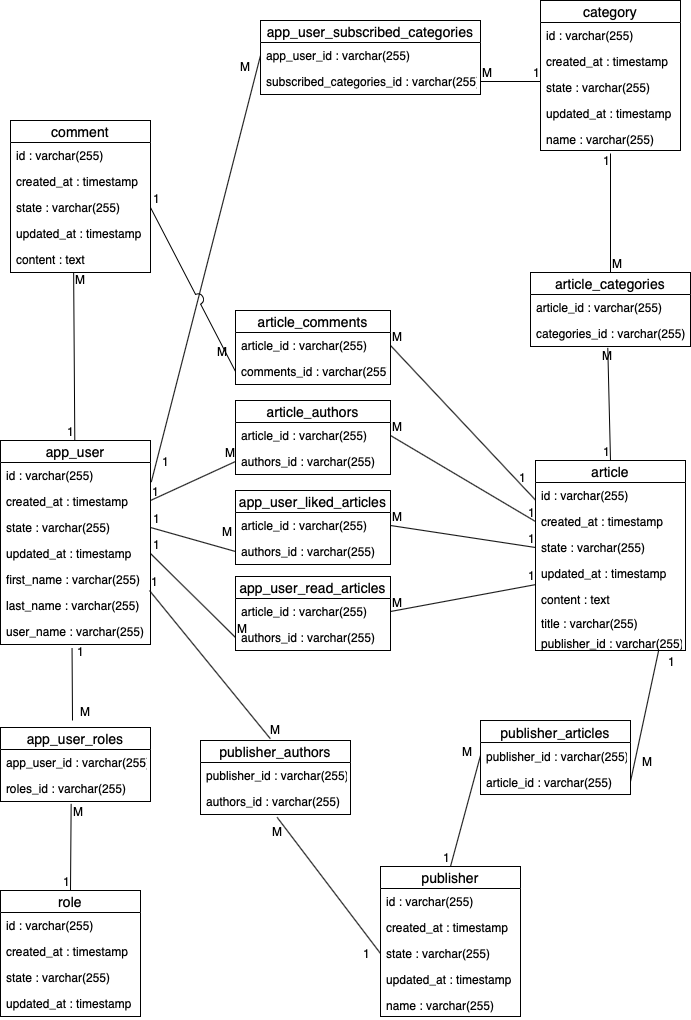 app_user_subscribed_categories
app_user_id : varchar(255)
subscribed_categories_id : varchar(255
M
M
1
category
id : varchar(255)
created_at : timestamp
state : varchar(255)
updated_at : timestamp
name : varchar(255)
1
M
comment
id : varchar(255)
created_at : timestamp
state : varchar(255)
updated_at : timestamp
content : text
1
M
M
1
article_categories
article_id : varchar(255)
categories_id : varchar(255)
M
1
article_comments
article_id : varchar(255)
comments_id : varchar(255
M
1
article_authors
article_id : varchar(255)
authors_id : varchar(255)
M
M
1
app_user
id : varchar(255)
created_at : timestamp
state : varchar(255)
updated_at : timestamp
first_name : varchar(255)
last_name : varchar(255)
user_name : varchar(255)
1
1
1
1
1
1
app_user_liked_articles
article_id : varchar(255)
authors_id : varchar(255)
M
M
1
app_user_read_articles
article_id : varchar(255)
authors_id : varchar(255)
M
M
1
article
id : varchar(255)
created_at : timestamp
state : varchar(255)
updated_at : timestamp
content : text
title : varchar(255)
publisher_id : varchar(255)
1
M
app_user_roles
app_user_id : varchar(255
roles_id : varchar(255)
M
M
1
publisher_authors
publisher_id : varchar(255)
authors_id : varchar(255)
M
M
1
publisher_articles
publisher_id : varchar(255)
article_id : varchar(255)
M
1
role
id : varchar(255)
created_at : timestamp
state : varchar(255)
updated_at : timestamp
publisher
id : varchar(255)
created_at : timestamp
state : varchar(255)
updated_at : timestamp
name : varchar(255)